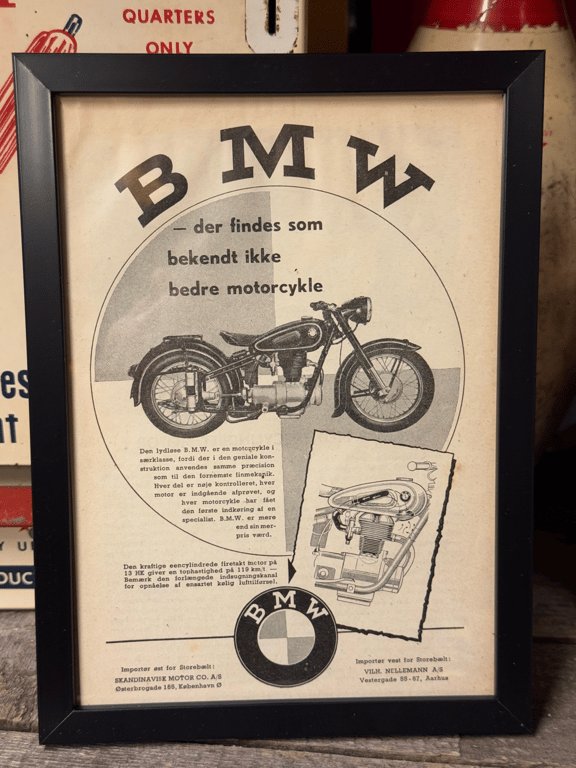 QUARTERS
ONLY
BMW
— der findes som
bekendt ikke
bedre motorcykle
Den lydløse B.M.W. er en motorcykle i
særklasse, fordi der i den geniale kon-
struktion anvendes samme præcision
som til den fornemste finmekanik.
Hver del er nøje kontrolleret, hver
motor er indgående afprøvet, og
hver motorcykle har fået
den første indkøring af en
specialist. B.M.W. er mere
end sin mer-
pris værd.
Den kraftige eencylindrede firetakt motor på
13 HK giver en tophastighed på 119 km/t —
Bemærk den forlængede indsugningskanal
for opnåelse af ensartet kølig lufttilførsel.
BMW
Importør øst for Storebælt:
SKANDINAVISK MOTOR CO. A/S
Østerbrogade 156, København Ø
Importør vest for Storebælt:
VILH. NELLEMANN A/S
Vestergade 55-67, Aarhus